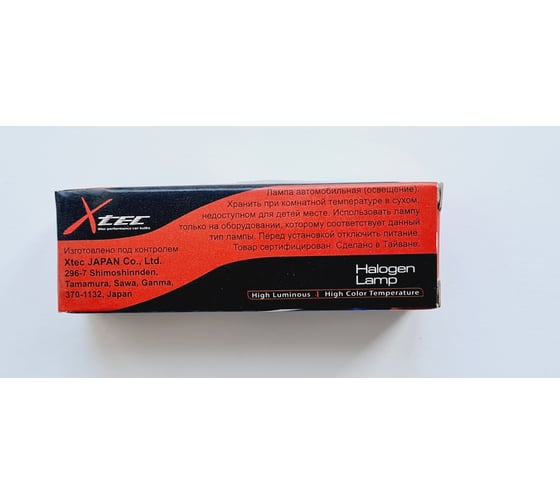 Xtec
Blue performance car bulbs
Изготовлено под контролем
Xtec JAPAN Co., Ltd.
296-7 Shimoshinnden,
Tamamura, Sawa, Ganma,
370-1132, Japan
Лампа автомобильная (освещение).
Хранить при комнатной температуре в сухом,
недоступном для детей месте. Использовать лампу
только на оборудовании, которому соответствует данный
тип лампы. Перед установкой отключить питание.
Товар сертифицирован. Сделано в Тайване.
Halogen
Lamp
High Luminous | High Color Temperature